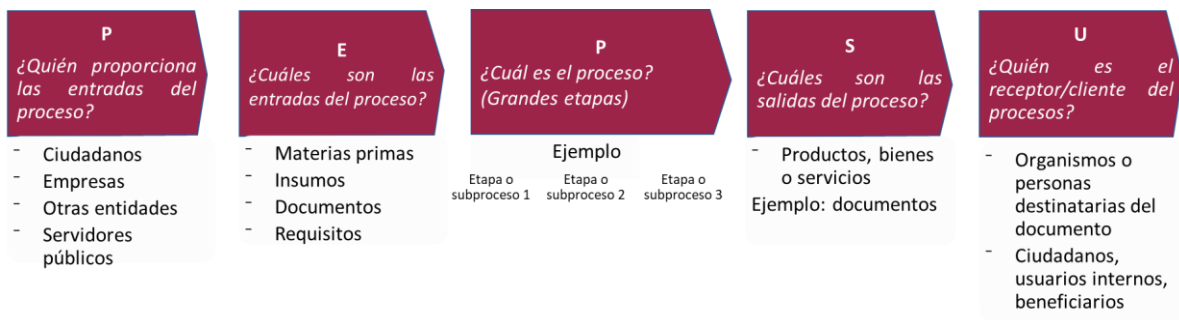 P
¿Quién proporciona
las entradas del
proceso?
- Ciudadanos
- Empresas
- Otras entidades
- Servidores
públicos
E
¿Cuáles son las
entradas del proceso?
- Materias primas
- Insumos
- Documentos
- Requisitos
P
¿Cuál es el proceso?
(Grandes etapas)
Ejemplo
Etapa o
subproceso 1
Etapa o
subproceso 2
Etapa o
subproceso 3
S
¿Cuáles son las
salidas del proceso?
- Productos, bienes
o servicios
Ejemplo: documentos
U
¿Quién es el
receptor/cliente del
procesos?
- Organismos o
personas
destinatarias del
documento
- Ciudadanos,
usuarios internos,
beneficiarios